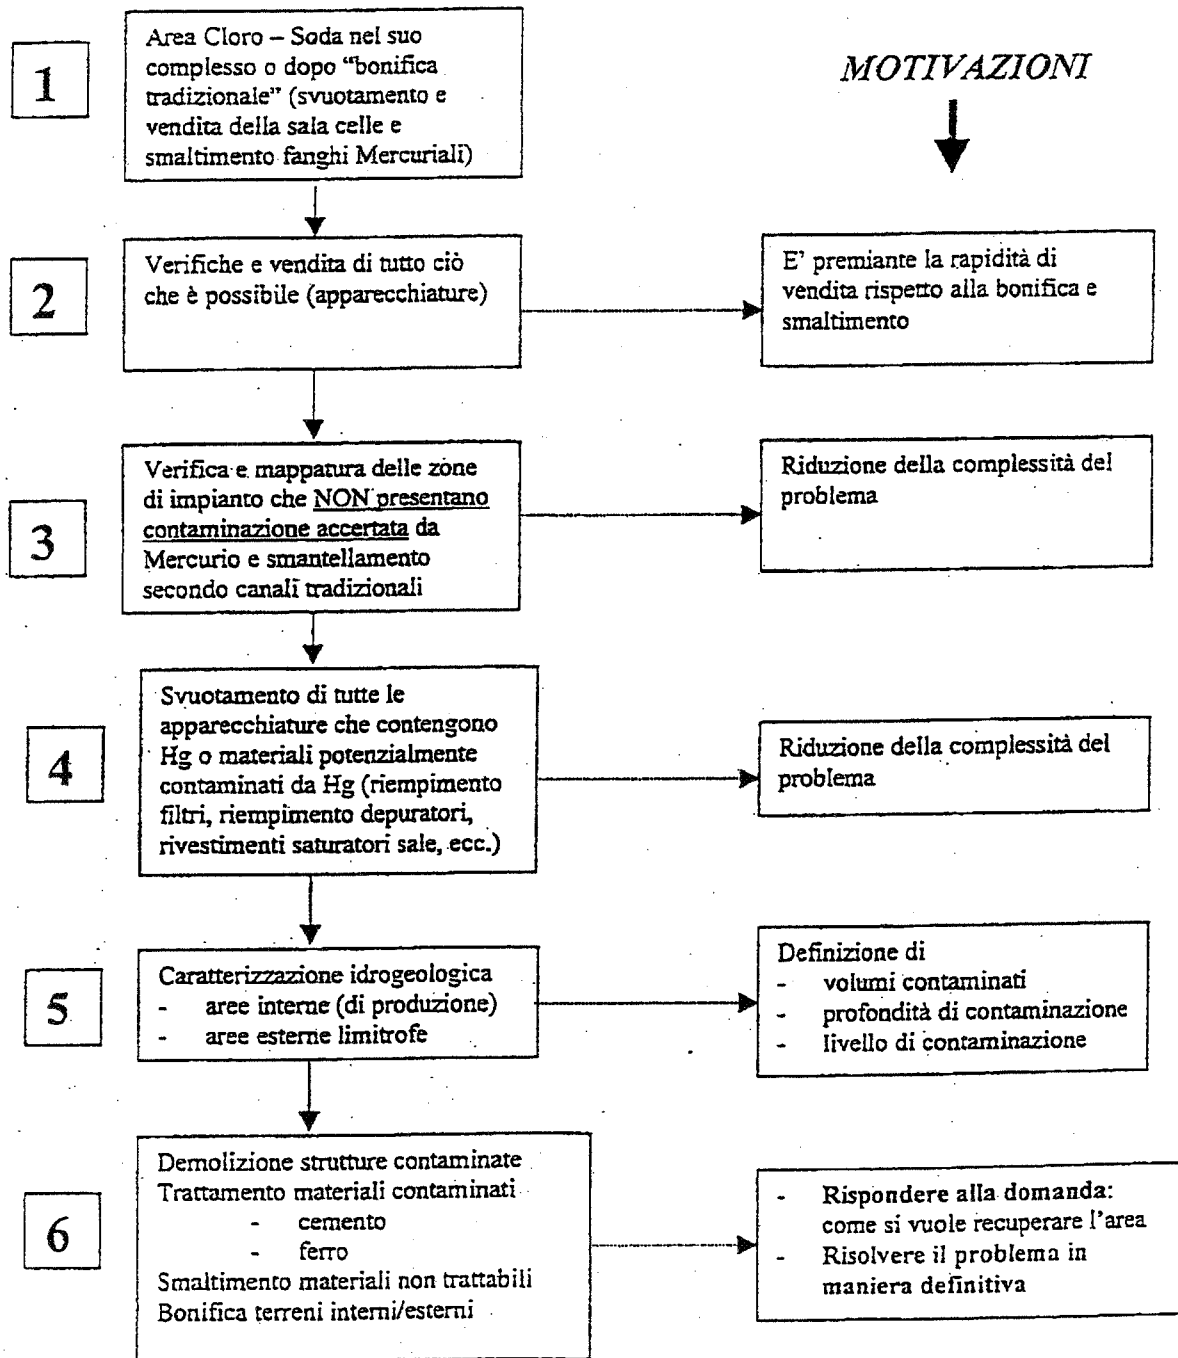 1
Area Cloro – Soda nel suo
complesso o dopo “bonifica
tradizionale” (svuotamento e
vendita della sala celle e
smaltimento fanghi Mercuriali)
MOTIVAZIONI
2
Verifiche e vendita di tutto ciò
che è possibile (apparecchiature)
E' premiante la rapidità di
vendita rispetto alla bonifica e
smaltimento
3
Verifica e mappatura delle zone
di impianto che NON presentano
contaminazione accertata da
Mercurio e smantellamento
secondo canali tradizionali
Riduzione della complessità del
problema
4
Svuotamento di tutte le
apparecchiature che contengono
Hg o materiali potenzialmente
contaminati da Hg (riempimento
filtri, riempimento depuratori,
rivestimenti saturatori sale, ecc.)
Riduzione della complessità del
problema
5
Caratterizzazione idrogeologica
- aree interne (di produzione)
- aree esterne limitrofe
Definizione di
- volumi contaminati
- profondità di contaminazione
- livello di contaminazione
6
Demolizione strutture contaminate
Trattamento materiali contaminati
- cemento
- ferro
Smaltimento materiali non trattabili
Bonifica terreni interni/esterni
- Rispondere alla domanda:
come si vuole recuperare l'area
- Risolvere il problema in
maniera definitiva